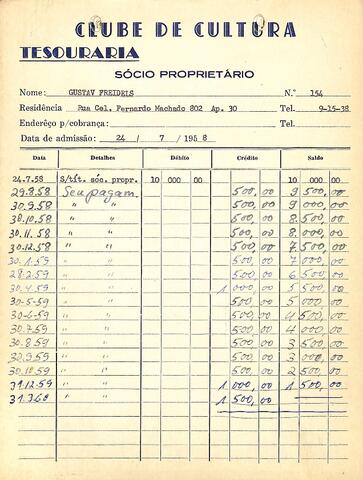 CLUBE DE CULTURA
TESOURARIA
SÓCIO PROPRIETÁRIO
Nome: GUSTAV FREIDELS N.° 154
Residência Rua Cel. Fernardo Machado 802 Ap. 30 Tel. 9-15-38
Enderêço p/cobrança: Tel.
Data de admissão: 24 / 7 / 1958
Data Detalhes Débito Crédito Saldo
24.7.58 S/tít. sóc. propr. 10 000 00 10 000 00
29.8.58 Seu pagam. 500,00 9 500,00
30.9.58 " " 500,00 9 000,00
30.10.58 " " 500,00 8 500,00
30.11.58 " " 500,00 8 000,00
30.12.58 " " 500,00 7 500,00
30.1.59 " " 500,00 7 000,00
28.2.59 " " 500,00 6 500,00
30.4.59 " " 1 000,00 5 500,00
30-5-59 " " 500,00 5 000,00
30-6-59 " " 500,00 4 500,00
30.7.59 " " 500,00 4 000,00
30.8.59 " " 500,00 3 500,00
30.9.59 " " 500,00 3 000,00
30.10.59 " " 500,00 2 500,00
31.12.59 " " 1 000,00 1 500,00
31.3.60 " " 1 500,00